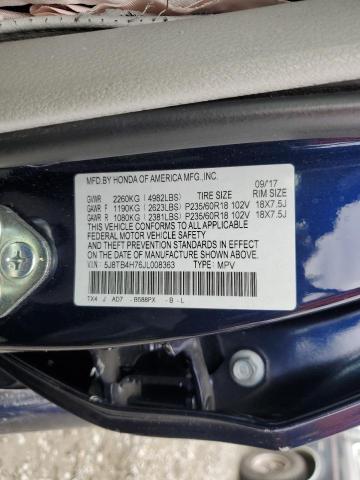 MFD.BY HONDA OF AMERICA MFG.,INC.
09/'17
GVWR 2260KG (4982LBS) TIRE SIZE RIM SIZE
GAWR F 1190KG (2623LBS) P235/60R18 102V 18X7.5J
GAWR R 1080KG (2381LBS) P235/60R18 102V 18X7.5J
THIS VEHICLE CONFORMS TO ALL APPLICABLE
FEDERAL MOTOR VEHICLE SAFETY, BUMPER,
AND THEFT PREVENTION STANDARDS IN EFFECT
ON THE DATE OF MANUFACTURE SHOWN ABOVE.
V.I.N.: 5J8TB4H76JL008363 TYPE: MPV
TX4 J AD7 - B588PX - B - L